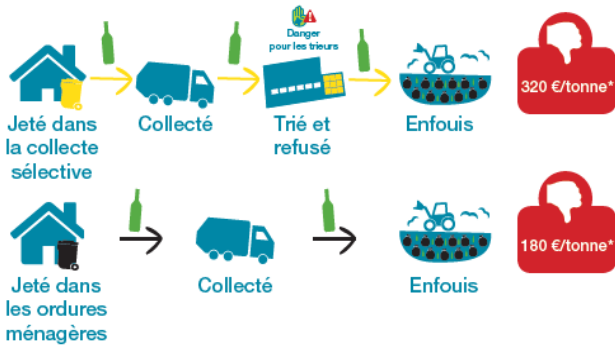 Danger
pour les trieurs
320 €/tonne*
Jeté dans
la collecte
sélective
Collecté
Trié et
refusé
Enfouis
180 €/tonne*
Jeté dans
les ordures
ménagères
Collecté
Enfouis